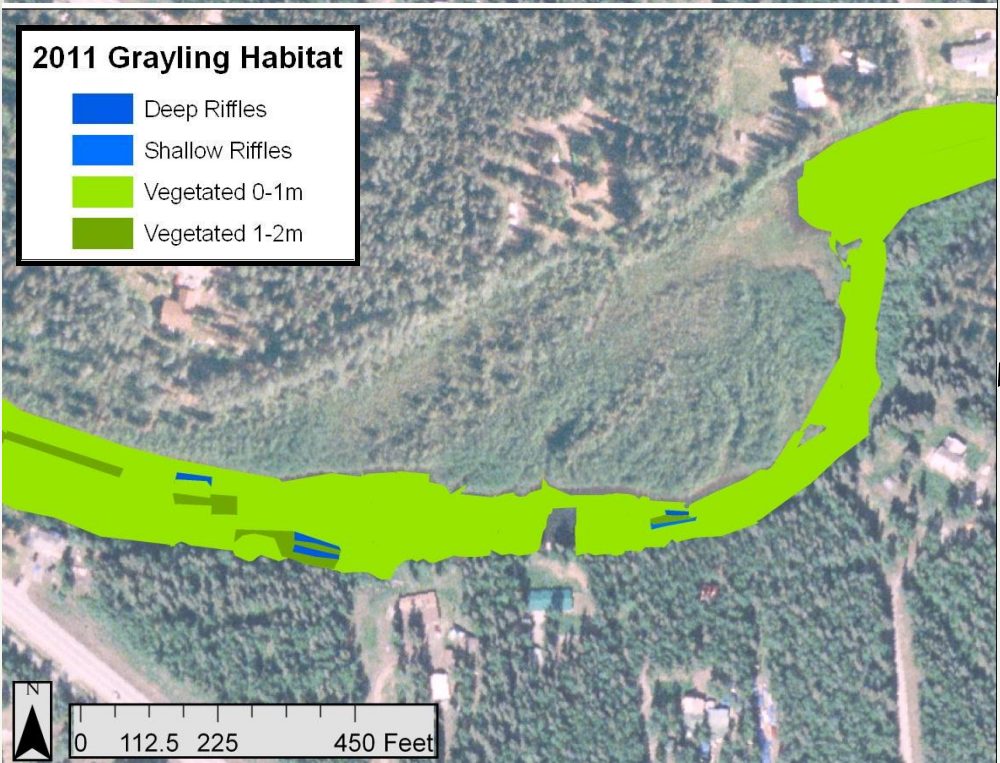 2011 Grayling Habitat
Deep Riffles
Shallow Riffles
Vegetated 0-1m
Vegetated 1-2m
N
0 112.5 225 450 Feet